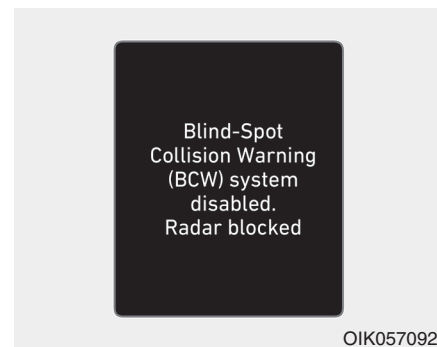 Blind-Spot
Collision Warning
(BCW) system
disabled.
Radar blocked
OIK057092